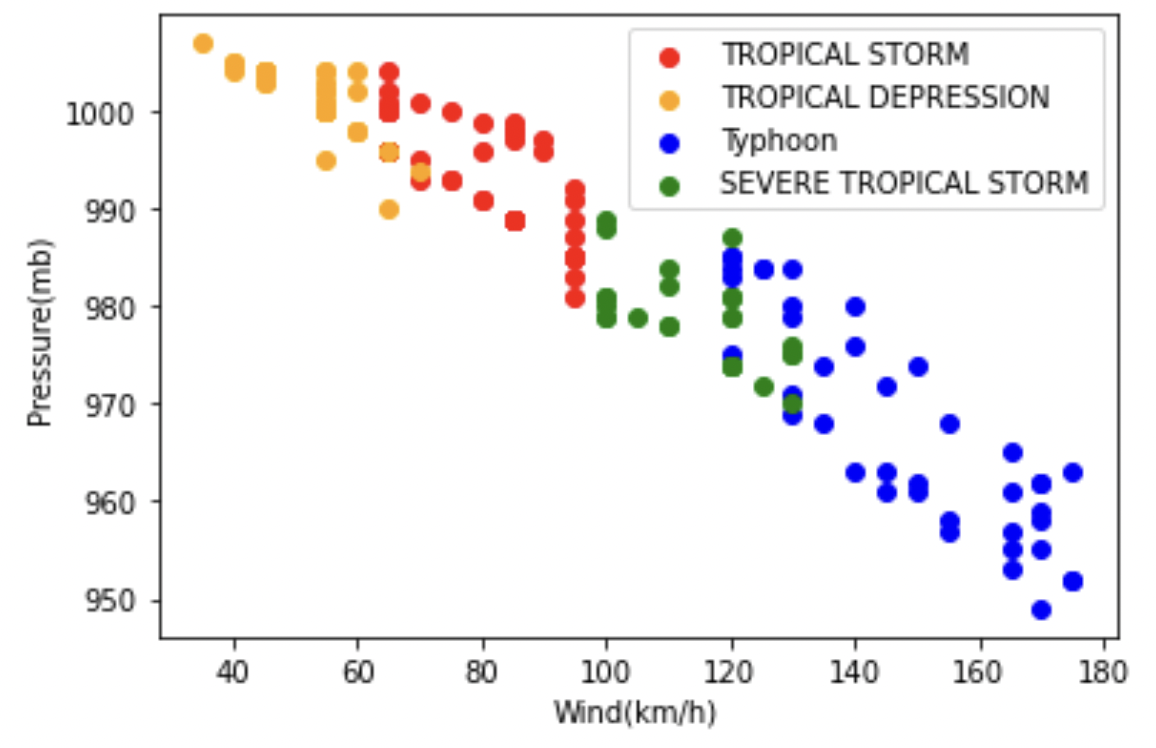 TROPICAL STORM
TROPICAL DEPRESSION
Typhoon
SEVERE TROPICAL STORM
1000
990
980
970
960
950
Pressure(mb)
40 60 80 100 120 140 160 180
Wind(km/h)